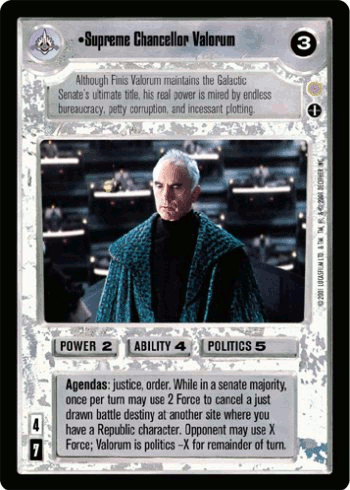 •Supreme Chancellor Valorum
3
Although Finis Valorum maintains the Galactic
Senate's ultimate title, his real power is mired by endless
bureaucracy, petty corruption, and incessant plotting.
POWER 2
ABILITY 4
POLITICS 5
Agendas: justice, order. While in a senate majority,
once per turn may use 2 Force to cancel a just
drawn battle destiny at another site where you
have a Republic character. Opponent may use X
Force; Valorum is politics –X for remainder of turn.
4
7